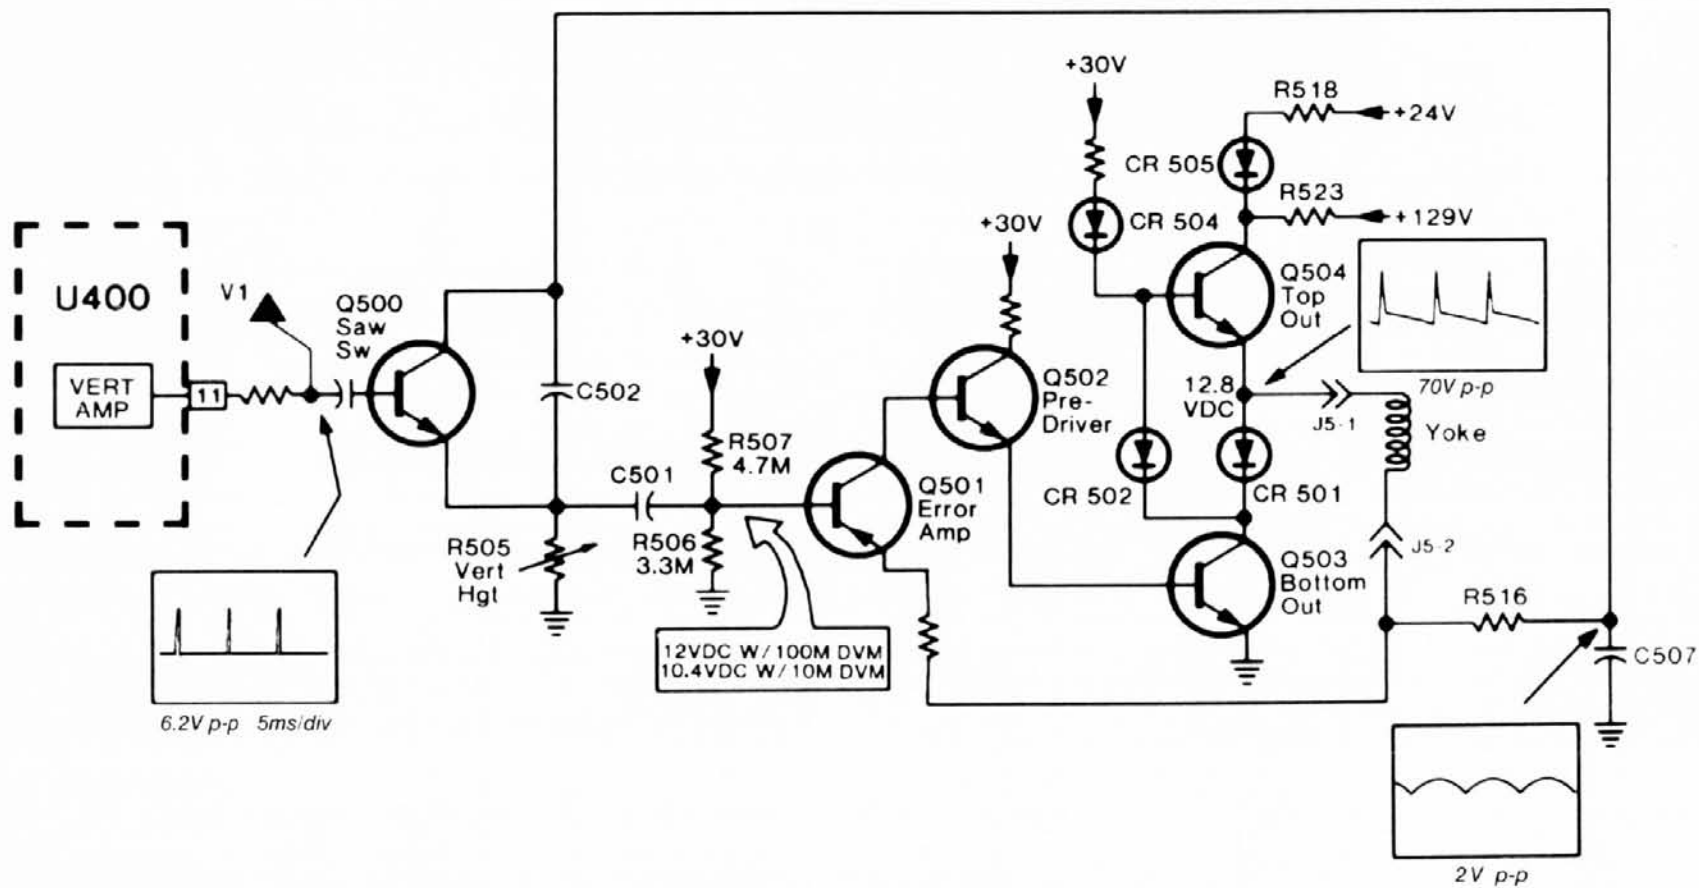 +30V
R518
+24V
CR 505
R523
+129V
CR 504
+30V
U400
V1
Q500
Saw
Sw
Q504
Top
Out
VERT
AMP
11
+30V
C502
Q502
Pre-
Driver
12.8
VDC
70V p-p
J5-1
Yoke
R507
4.7M
C501
CR 502
CR 501
Q501
Error
Amp
R505
Vert
Hgt
R506
3.3M
J5-2
Q503
Bottom
Out
R516
C507
12VDC W/100M DVM
10.4VDC W/10M DVM
6.2V p-p 5ms/div
2V p-p